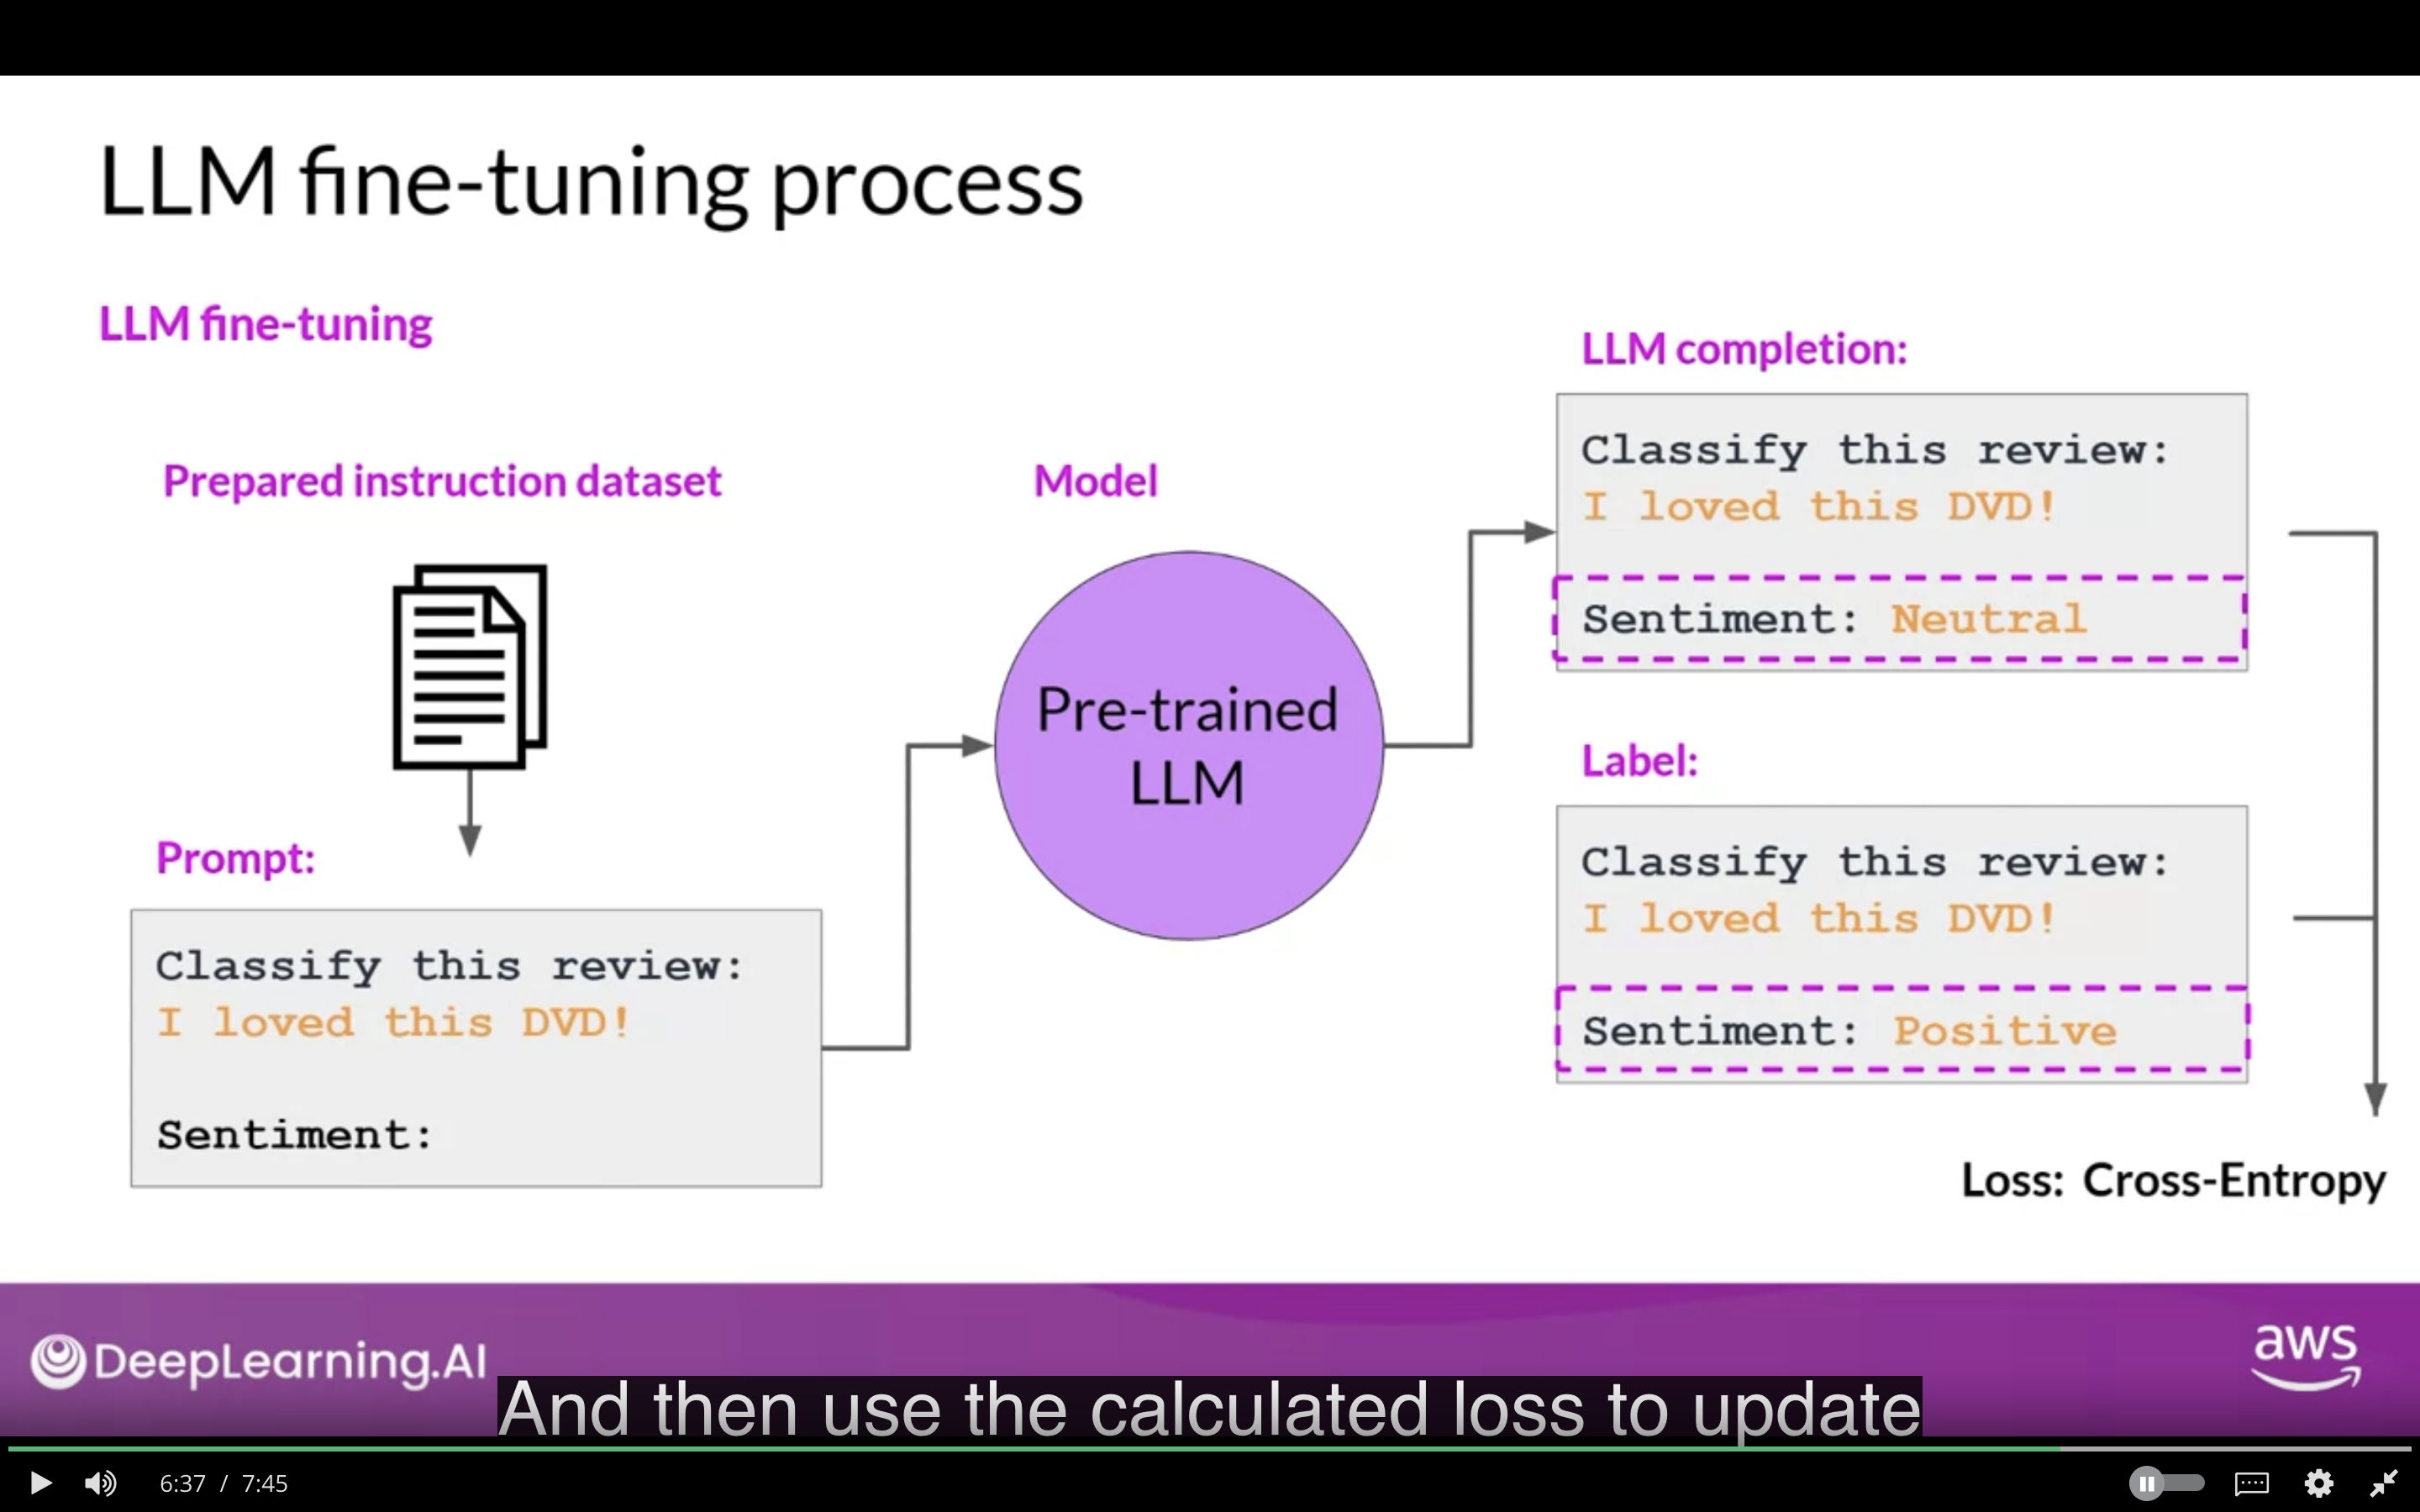 LLM fine-tuning process
LLM fine-tuning
Prepared instruction dataset
Prompt:
Classify this review:
I loved this DVD!
Sentiment:
Model
Pre-trained
LLM
LLM completion:
Classify this review:
I loved this DVD!
Sentiment: Neutral
Label:
Classify this review:
I loved this DVD!
Sentiment: Positive
Loss: Cross-Entropy
DeepLearning.AI
aws
And then use the calculated loss to update
6:37 / 7:45